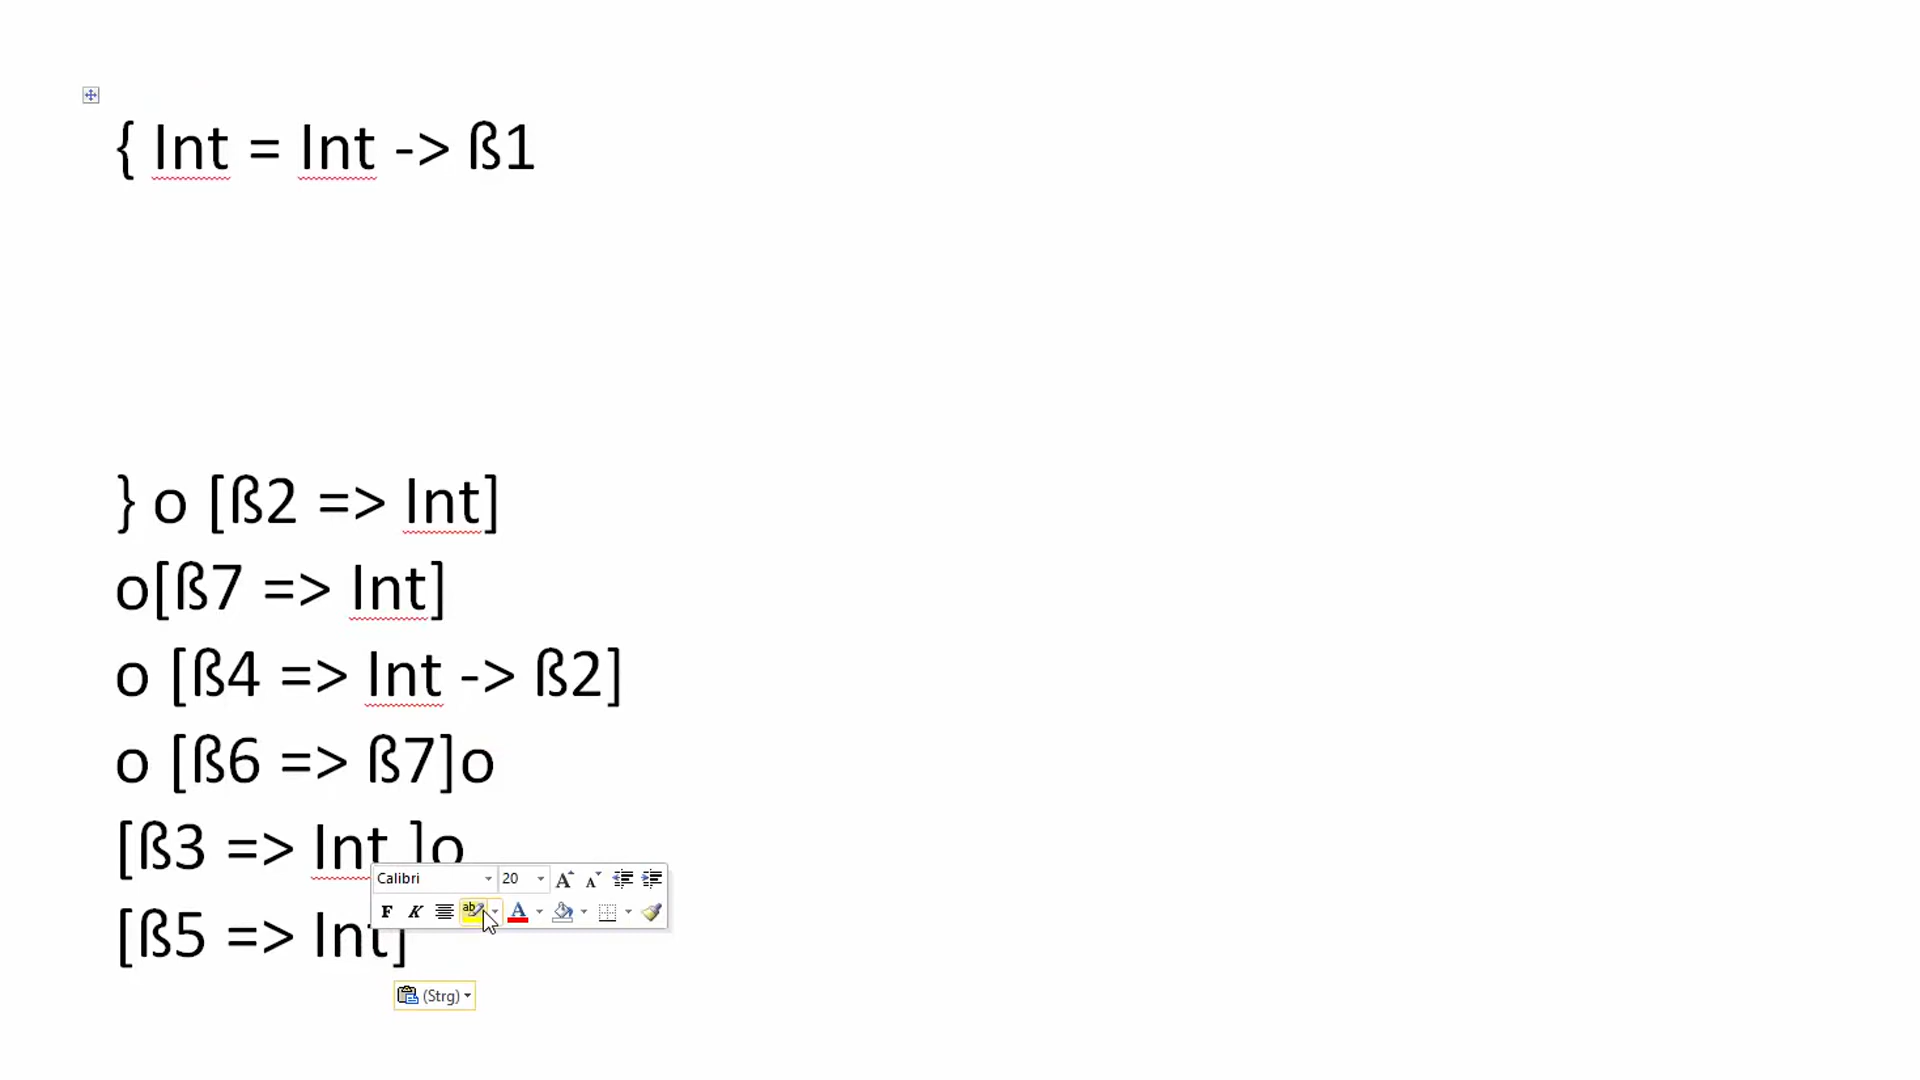 { Int = Int -> ß1
} o [ß2 => Int]
o[ß7 => Int]
o [ß4 => Int -> ß2]
o [ß6 => ß7]o
[ß3 => Int ]o
Calibri 20
F K ab A
[ß5 => Int]
(Strg)